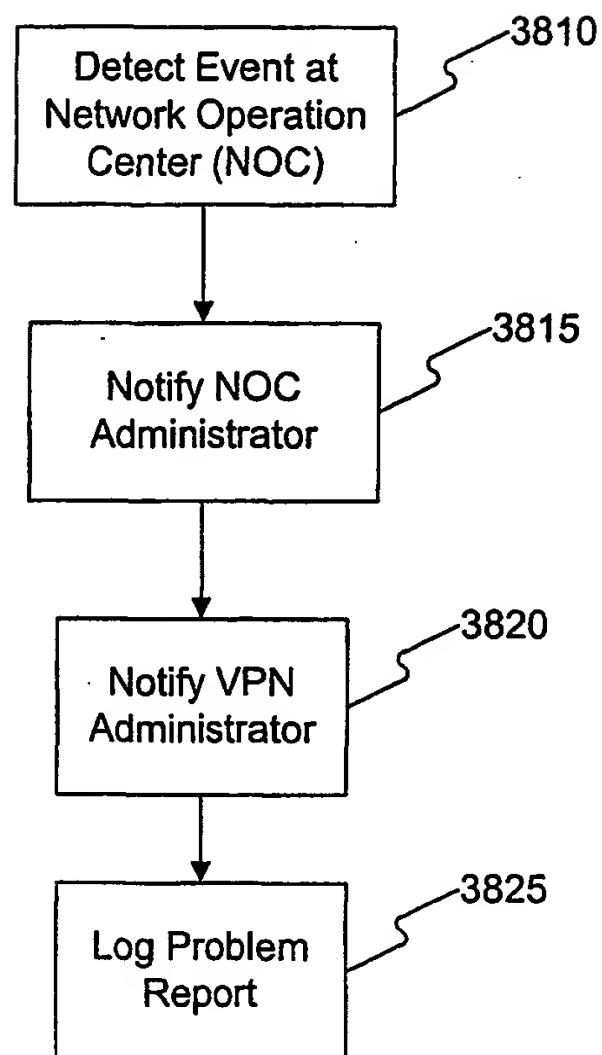 3810
Detect Event at
Network Operation
Center (NOC)
3815
Notify NOC
Administrator
3820
Notify VPN
Administrator
3825
Log Problem
Report